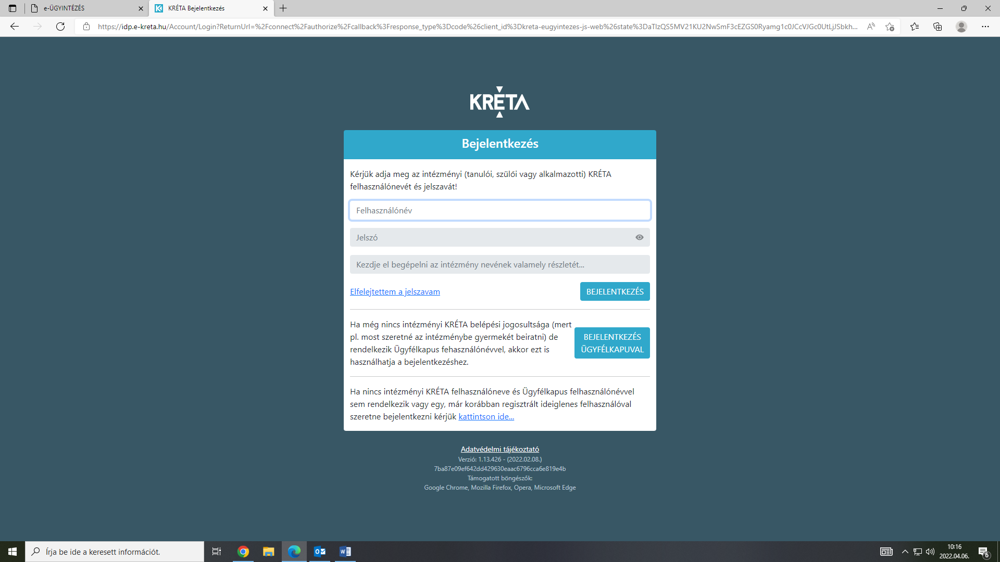 e-ÜGYINTÉZÉS
KRÉTA Bejelentkezés
https://idp.e-kreta.hu/Account/Login?ReturnUrl=%2Fconnect%2Fauthorize%2Fcallback%3Fresponse_type%3Dcode%26client_id%3Dkreta-eugyintezes-js-web%26state%3DaTIzQS5MV21KU2NwSmF3cEZGS0Ryamg1c0JCcVJGc0UtLjJSbkh...
KRÉTA
Bejelentkezés
Kérjük adja meg az intézményi (tanulói, szülői vagy alkalmazotti) KRÉTA
felhasználónevét és jelszavát!
Felhasználónév
Jelszó
Kezdje el begépelni az intézmény nevének valamely részletét...
Elfelejtettem a jelszavam
BEJELENTKEZÉS
Ha még nincs intézményi KRÉTA belépési jogosultsága (mert
pl. most szeretné az intézménybe gyermekét beiratni) de
rendelkezik Ügyfélkapus fehasználónévvel, akkor ezt is
használhatja a bejelentkezéshez.
BEJELENTKEZÉS
ÜGYFÉLKAPUVAL
Ha nincs intézményi KRÉTA felhasználóneve és Ügyfélkapus felhasználónévvel
sem rendelkezik vagy egy, már korábban regisztrált ideiglenes felhasználóval
szeretne bejelentkezni kérjük kattintson ide...
Adatvédelmi tájékoztató
Verzió: 1.13.426 - (2022.02.08.)
7ba87e09ef642dd429630eaac6796cca6e819e4b
Támogatott böngészők:
Google Chrome, Mozilla Firefox, Opera, Microsoft Edge
Írja be ide a keresett információt.
10:16
2022.04.06.
6